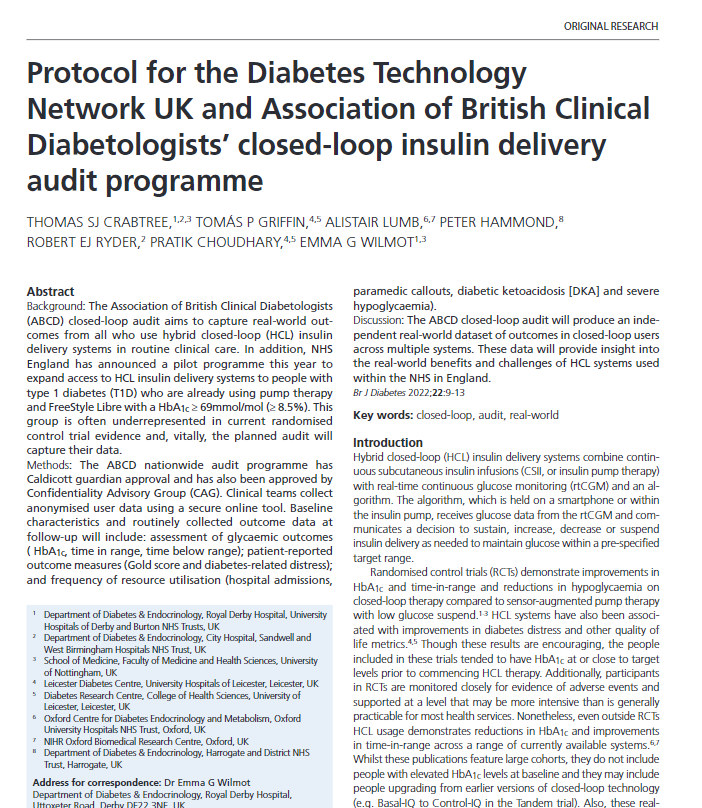 ORIGINAL RESEARCH
Protocol for the Diabetes Technology
Network UK and Association of British Clinical
Diabetologists’ closed-loop insulin delivery
audit programme
THOMAS SJ CRABTREE,1,2,3 TOMÁS P GRIFFIN,4,5 ALISTAIR LUMB,6,7 PETER HAMMOND,8
ROBERT EJ RYDER,2 PRATIK CHOUDHARY,4,5 EMMA G WILMOT1,3
Abstract
Background: The Association of British Clinical Diabetologists
(ABCD) closed-loop audit aims to capture real-world out-
comes from all who use hybrid closed-loop (HCL) insulin
delivery systems in routine clinical care. In addition, NHS
England has announced a pilot programme this year to
expand access to HCL insulin delivery systems to people with
type 1 diabetes (T1D) who are already using pump therapy
and FreeStyle Libre with a HbA1c ≥ 69mmol/mol (≥ 8.5%). This
group is often underrepresented in current randomised
control trial evidence and, vitally, the planned audit will
capture their data.
Methods: The ABCD nationwide audit programme has
Caldicott guardian approval and has also been approved by
Confidentiality Advisory Group (CAG). Clinical teams collect
anonymised user data using a secure online tool. Baseline
characteristics and routinely collected outcome data at
follow-up will include: assessment of glycaemic outcomes
( HbA1c, time in range, time below range); patient-reported
outcome measures (Gold score and diabetes-related distress);
and frequency of resource utilisation (hospital admissions,
1 Department of Diabetes & Endocrinology, Royal Derby Hospital, University
Hospitals of Derby and Burton NHS Trusts, UK
2 Department of Diabetes & Endocrinology, City Hospital, Sandwell and
West Birmingham Hospitals NHS Trust, UK
3 School of Medicine, Faculty of Medicine and Health Sciences, University
of Nottingham, UK
4 Leicester Diabetes Centre, University Hospitals of Leicester, Leicester, UK
5 Diabetes Research Centre, College of Health Sciences, University of
Leicester, Leicester, UK
6 Oxford Centre for Diabetes Endocrinology and Metabolism, Oxford
University Hospitals NHS Trust, Oxford, UK
7 NIHR Oxford Biomedical Research Centre, Oxford, UK
8 Department of Diabetes & Endocrinology, Harrogate and District NHS
Trust, Harrogate, UK
Address for correspondence: Dr Emma G Wilmot
Department of Diabetes & Endocrinology, Royal Derby Hospital,
Uttoxeter Road, Derby DE22 3NE, UK
paramedic callouts, diabetic ketoacidosis [DKA] and severe
hypoglycaemia).
Discussion: The ABCD closed-loop audit will produce an inde-
pendent real-world dataset of outcomes in closed-loop users
across multiple systems. These data will provide insight into
the real-world benefits and challenges of HCL systems used
within the NHS in England.
Br J Diabetes 2022;22:9-13
Key words: closed-loop, audit, real-world
Introduction
Hybrid closed-loop (HCL) insulin delivery systems combine contin-
uous subcutaneous insulin infusions (CSII, or insulin pump therapy)
with real-time continuous glucose monitoring (rtCGM) and an al-
gorithm. The algorithm, which is held on a smartphone or within
the insulin pump, receives glucose data from the rtCGM and com-
municates a decision to sustain, increase, decrease or suspend
insulin delivery as needed to maintain glucose within a pre-specified
target range.
Randomised control trials (RCTs) demonstrate improvements in
HbA1c and time-in-range and reductions in hypoglycaemia on
closed-loop therapy compared to sensor-augmented pump therapy
with low glucose suspend.1-3 HCL systems have also been associ-
ated with improvements in diabetes distress and other quality of
life metrics.4,5 Though these results are encouraging, the people
included in these trials tended to have HbA1c at or close to target
levels prior to commencing HCL therapy. Additionally, participants
in RCTs are monitored closely for evidence of adverse events and
supported at a level that may be more intensive than is generally
practicable for most health services. Nonetheless, even outside RCTs
HCL usage demonstrates reductions in HbA1c and improvements
in time-in-range across a range of currently available systems.6,7
Whilst these publications feature large cohorts, they do not include
people with elevated HbA1c levels at baseline and they may include
people upgrading from earlier versions of closed-loop technology
(e.g. Basal-IQ to Control-IQ in the Tandem trial). Also, these real-